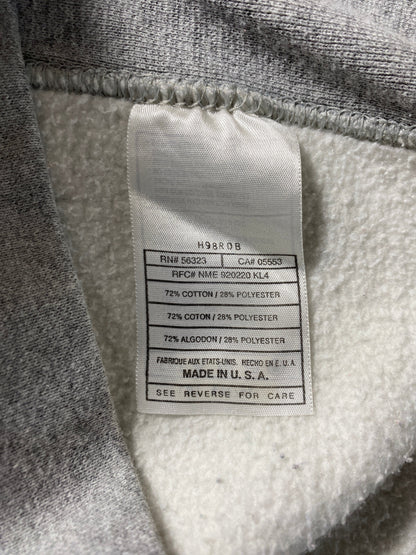 H98R0B
RN# 56323 CA# 05553
RFC# NME 920220 KL4
72% COTTON / 28% POLYESTER
72% COTON / 28% POLYESTER
72% ALGODON / 28% POLYESTER
FABRIQUE AUX ETATS-UNIS. HECHO EN E. U. A.
MADE IN U. S. A.
SEE REVERSE FOR CARE